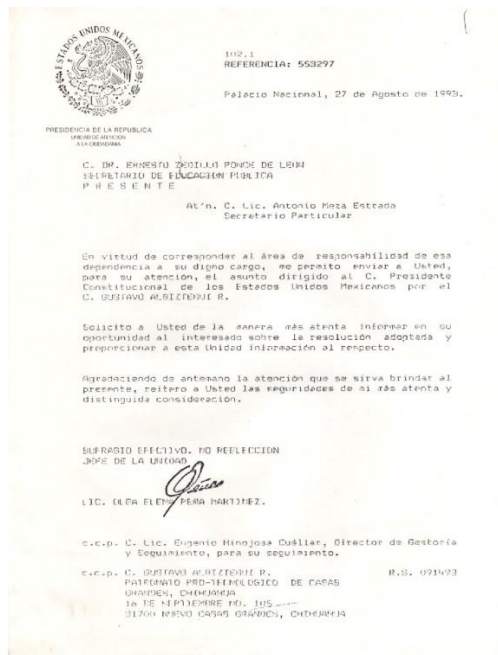 ESTADOS UNIDOS MEXICANOS
102.1
REFERENCIA: 553297
Palacio Nacional, 27 de Agosto de 1993.
PRESIDENCIA DE LA REPUBLICA
UNIDAD DE ATENCION
A LA CIUDADANIA
C. DR. ERNESTO ZEDILLO PONCE DE LEON
SECRETARIO DE EDUCACION PUBLICA
P R E S E N T E
At'n. C. Lic. Antonio Meza Estrada
Secretario Particular
En virtud de corresponder al área de responsabilidad de esa
dependencia a su digno cargo, me permito enviar a Usted,
para su atención, el asunto dirigido al C. Presidente
Constitucional de los Estados Unidos Mexicanos por el
C. GUSTAVO ALBIZTEGUI R.
Solicito a Usted de la manera más atenta informar en su
oportunidad al interesado sobre la resolución adoptada y
proporcionar a esta Unidad información al respecto.
Agradeciendo de antemano la atención que se sirva brindar al
presente, reitero a Usted las seguridades de mi más atenta y
distinguida consideración.
SUFRAGIO EFECTIVO. NO REELECCION
JEFE DE LA UNIDAD
LIC. OLGA ELENA PEÑA MARTINEZ.
c.c.p. C. Lic. Eugenio Hinojosa Cuéllar, Director de Gestoría
y Seguimiento, para su seguimiento.
c.c.p. C. GUSTAVO ALBIZTEGUI R. R.S. 091493
PATRONATO PRO-TECNOLOGICO DE CASAS
GRANDES, CHIHUAHUA
16 DE SEPTIEMBRE NO. 105
31700 NUEVO CASAS GRANDES, CHIHUAHUA